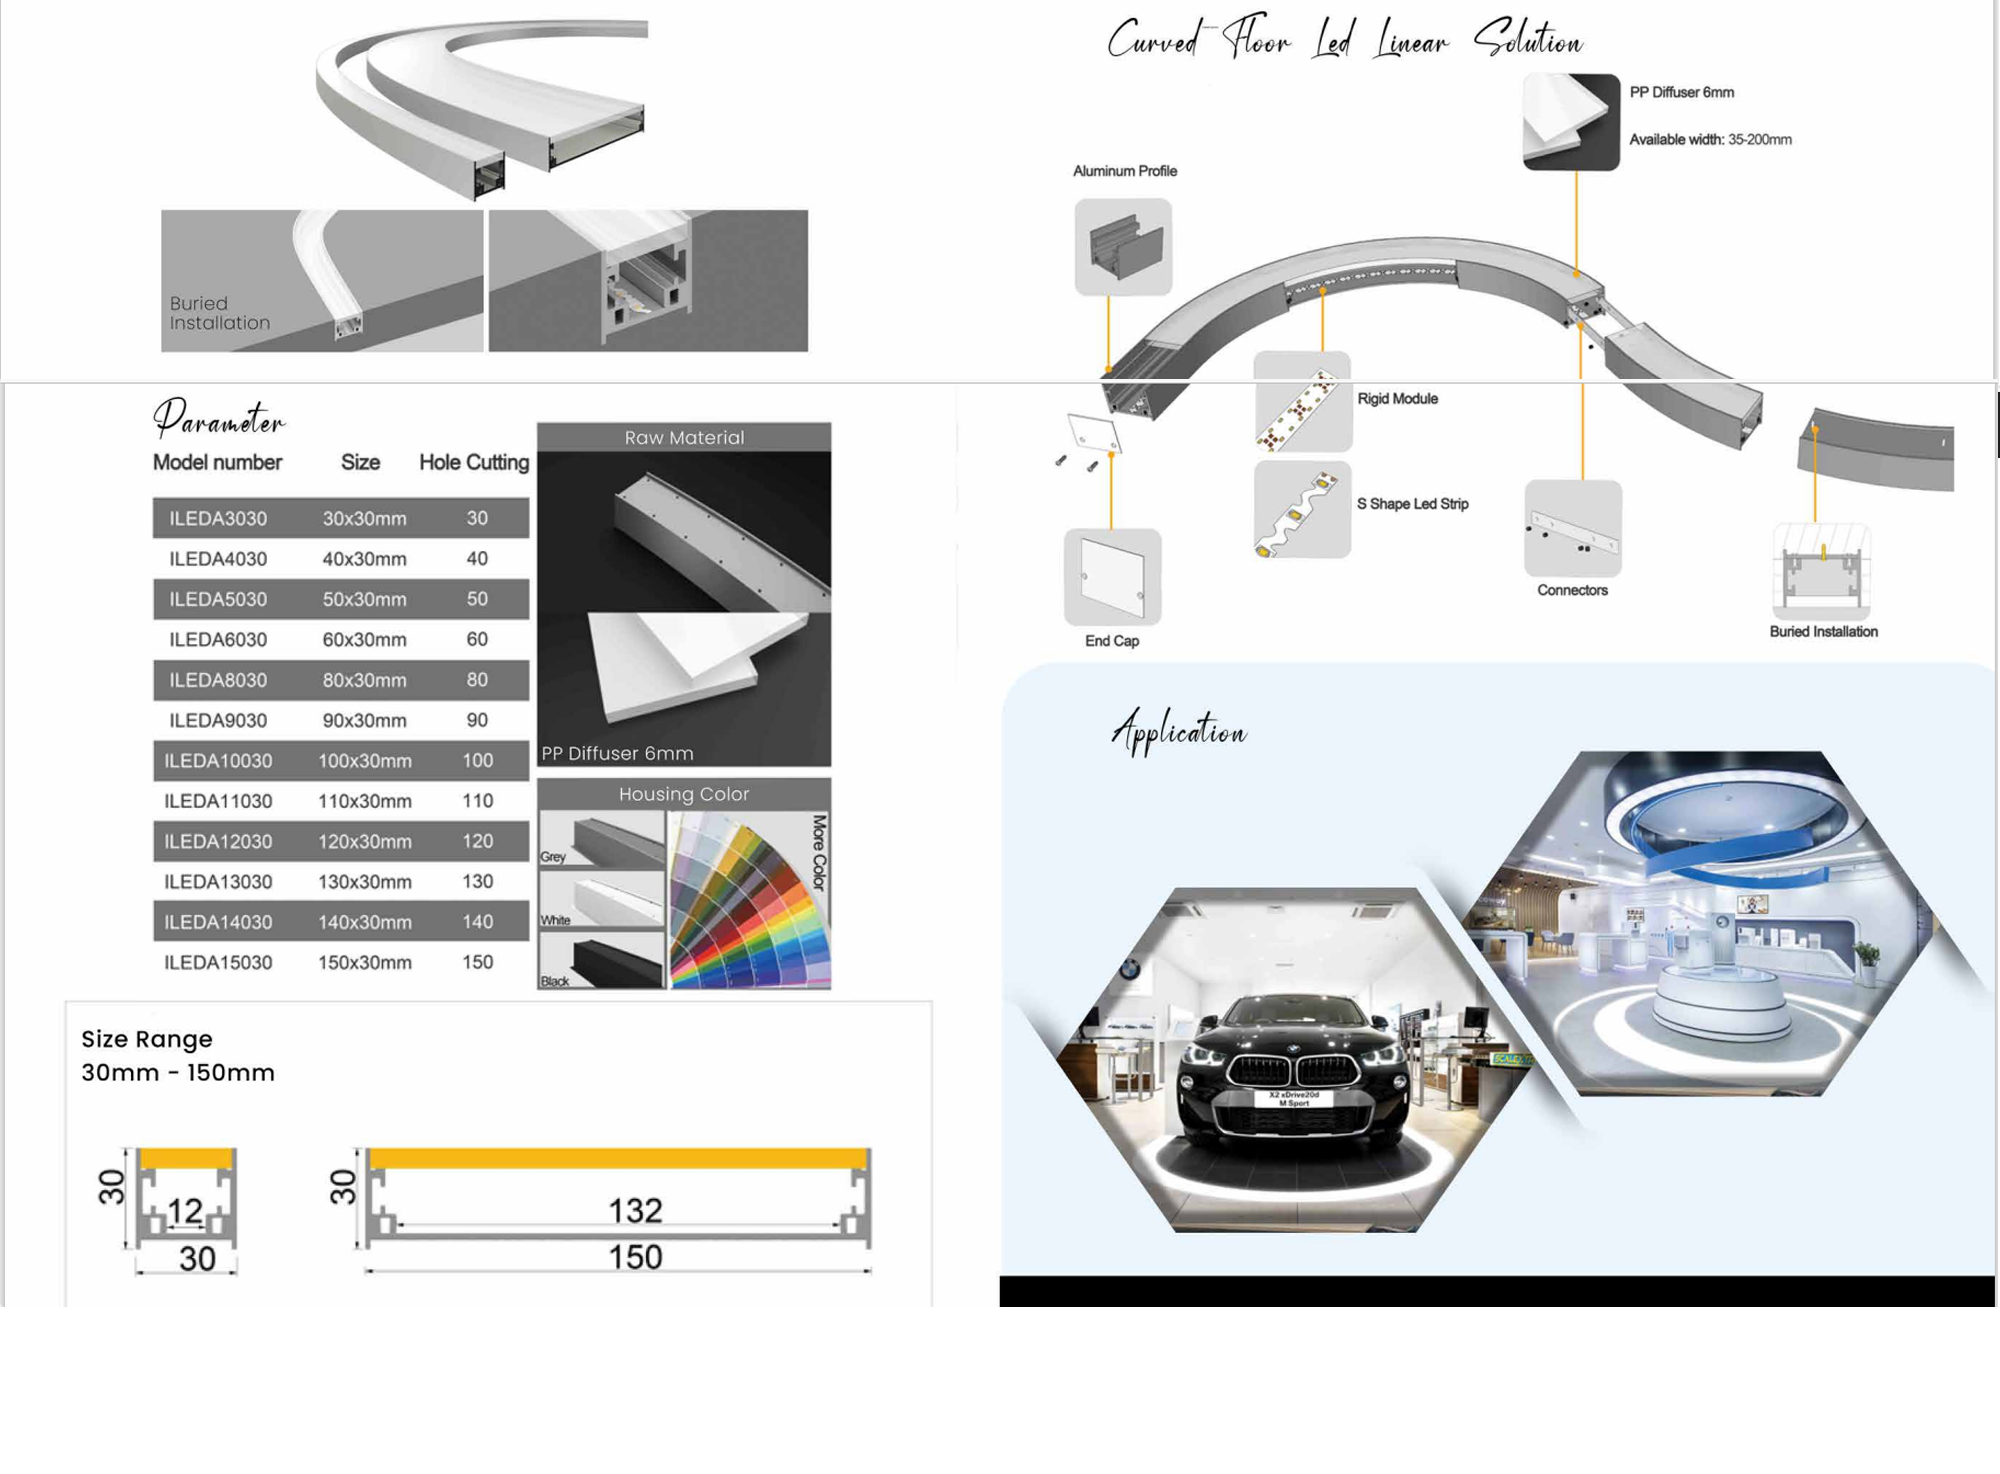 Buried
Installation
Curved Floor Led Linear Solution
PP Diffuser 6mm
Available width: 35-200mm
Aluminum Profile
Rigid Module
S Shape Led Strip
Connectors
End Cap
Buried Installation
Parameter
Model number Size Hole Cutting
ILEDA3030 30x30mm 30
ILEDA4030 40x30mm 40
ILEDA5030 50x30mm 50
ILEDA6030 60x30mm 60
ILEDA8030 80x30mm 80
ILEDA9030 90x30mm 90
ILEDA10030 100x30mm 100
ILEDA11030 110x30mm 110
ILEDA12030 120x30mm 120
ILEDA13030 130x30mm 130
ILEDA14030 140x30mm 140
ILEDA15030 150x30mm 150
Raw Material
PP Diffuser 6mm
Housing Color
Grey
White
Black
More Color
Size Range
30mm - 150mm
30
12
30
30
132
150
Application
X2 xDrive20d
M Sport